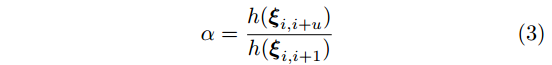 α = h(ξ_{i,i+u}) / h(ξ_{i,i+1}) (3)